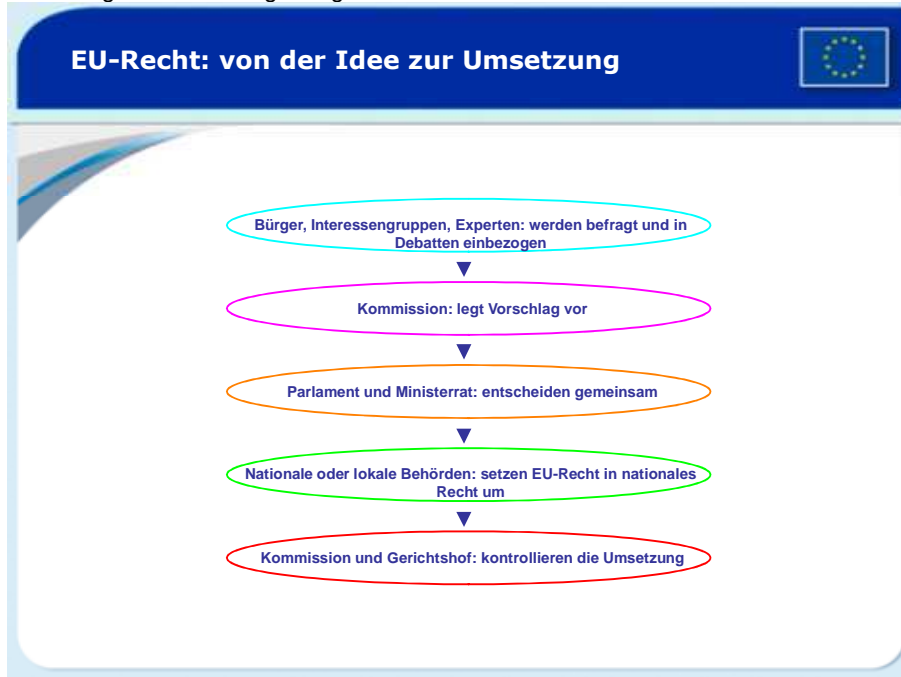 EU-Recht: von der Idee zur Umsetzung
Bürger, Interessengruppen, Experten: werden befragt und in
Debatten einbezogen
Kommission: legt Vorschlag vor
Parlament und Ministerrat: entscheiden gemeinsam
Nationale oder lokale Behörden: setzen EU-Recht in nationales
Recht um
Kommission und Gerichtshof: kontrollieren die Umsetzung